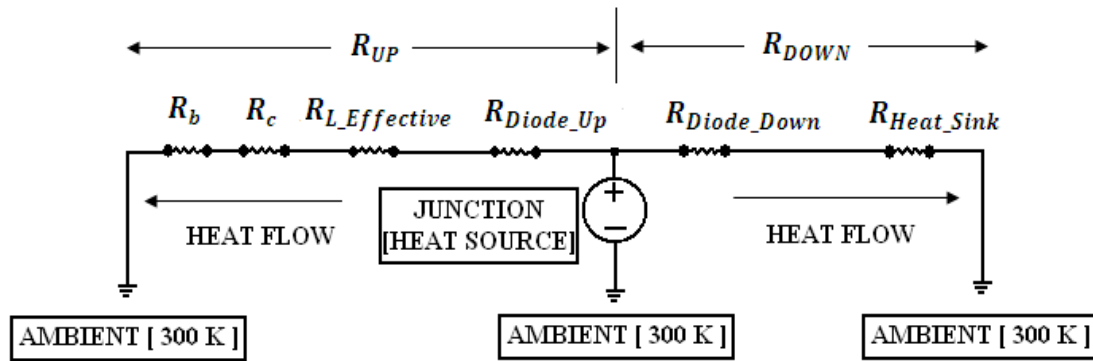 R_UP
R_DOWN
R_b R_c R_L_Effective R_Diode_Up R_Diode_Down R_Heat_Sink
+
JUNCTION
[HEAT SOURCE]
−
HEAT FLOW
HEAT FLOW
AMBIENT [ 300 K ]
AMBIENT [ 300 K ]
AMBIENT [ 300 K ]